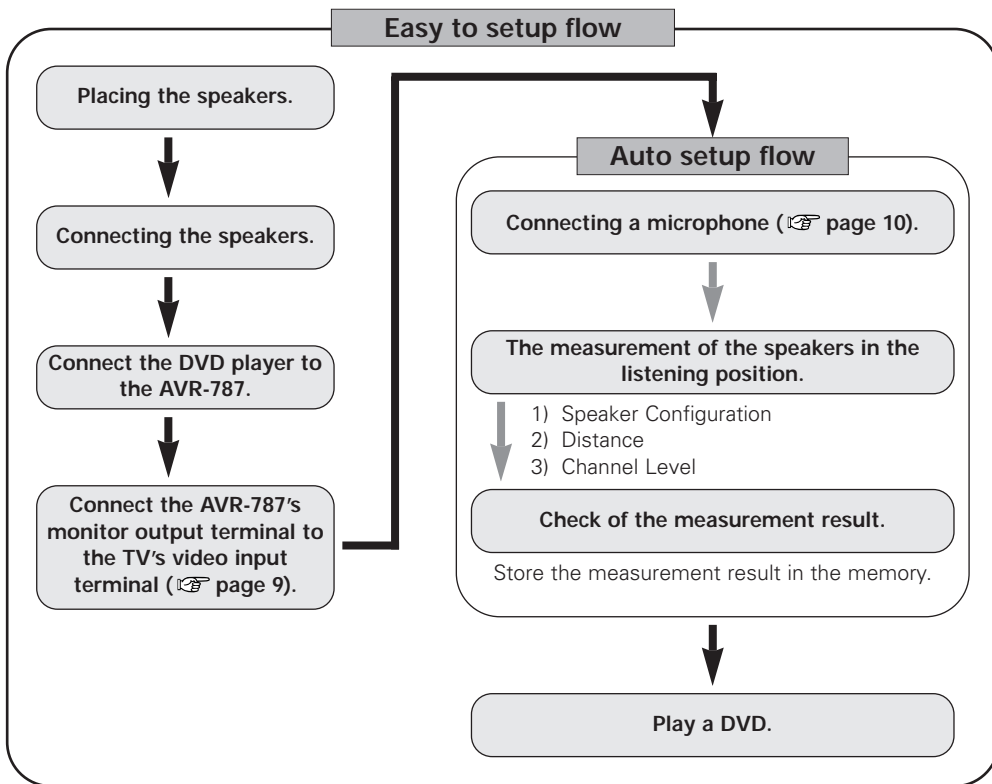 Easy to setup flow
Placing the speakers.
Connecting the speakers.
Connect the DVD player to
the AVR-787.
Connect the AVR-787's
monitor output terminal to
the TV's video input
terminal (☞ page 9).
Auto setup flow
Connecting a microphone (☞ page 10).
The measurement of the speakers in the
listening position.
1) Speaker Configuration
2) Distance
3) Channel Level
Check of the measurement result.
Store the measurement result in the memory.
Play a DVD.